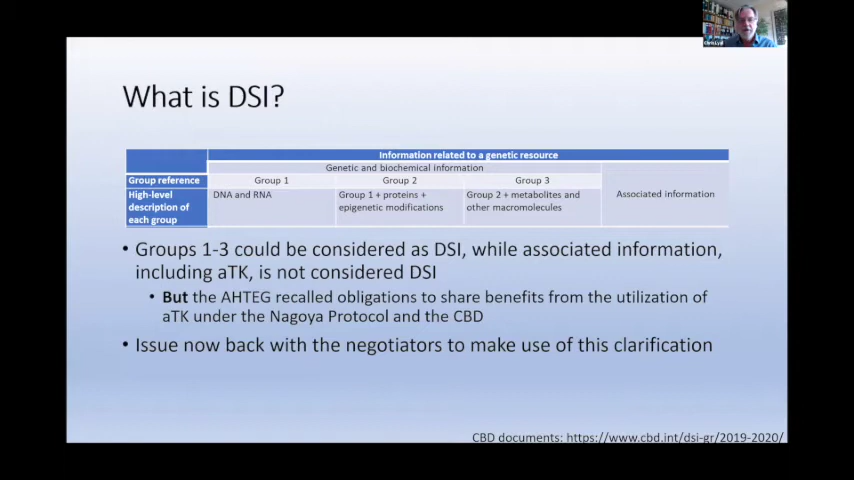 Chris Lyal
What is DSI?
Information related to a genetic resource
Genetic and biochemical information
Group reference Group 1 Group 2 Group 3
Associated information
High-level description of each group
DNA and RNA
Group 1 + proteins + epigenetic modifications
Group 2 + metabolites and other macromolecules
• Groups 1-3 could be considered as DSI, while associated information,
including aTK, is not considered DSI
• But the AHTEG recalled obligations to share benefits from the utilization of
aTK under the Nagoya Protocol and the CBD
• Issue now back with the negotiators to make use of this clarification
CBD documents: https://www.cbd.int/dsi-gr/2019-2020/